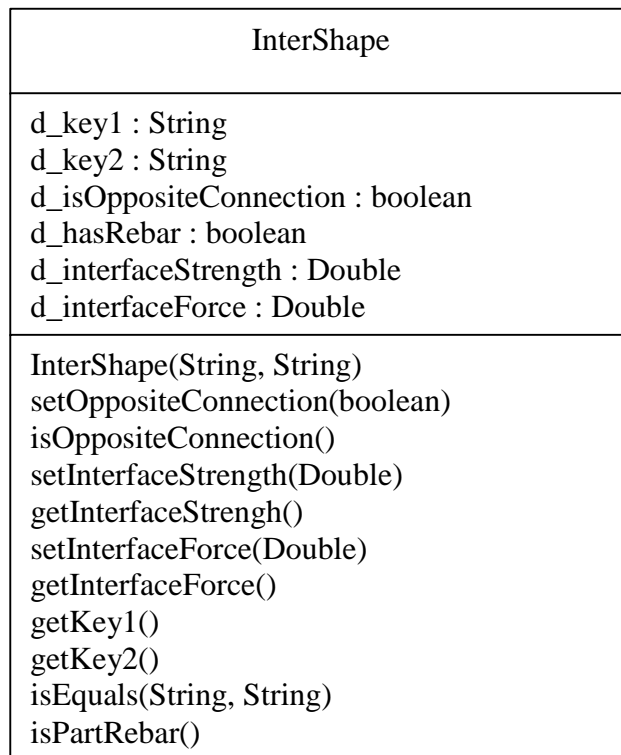 InterShape
d_key1 : String
d_key2 : String
d_isOppositeConnection : boolean
d_hasRebar : boolean
d_interfaceStrength : Double
d_interfaceForce : Double
InterShape(String, String)
setOppositeConnection(boolean)
isOppositeConnection()
setInterfaceStrength(Double)
getInterfaceStrengh()
setInterfaceForce(Double)
getInterfaceForce()
getKey1()
getKey2()
isEquals(String, String)
isPartRebar()